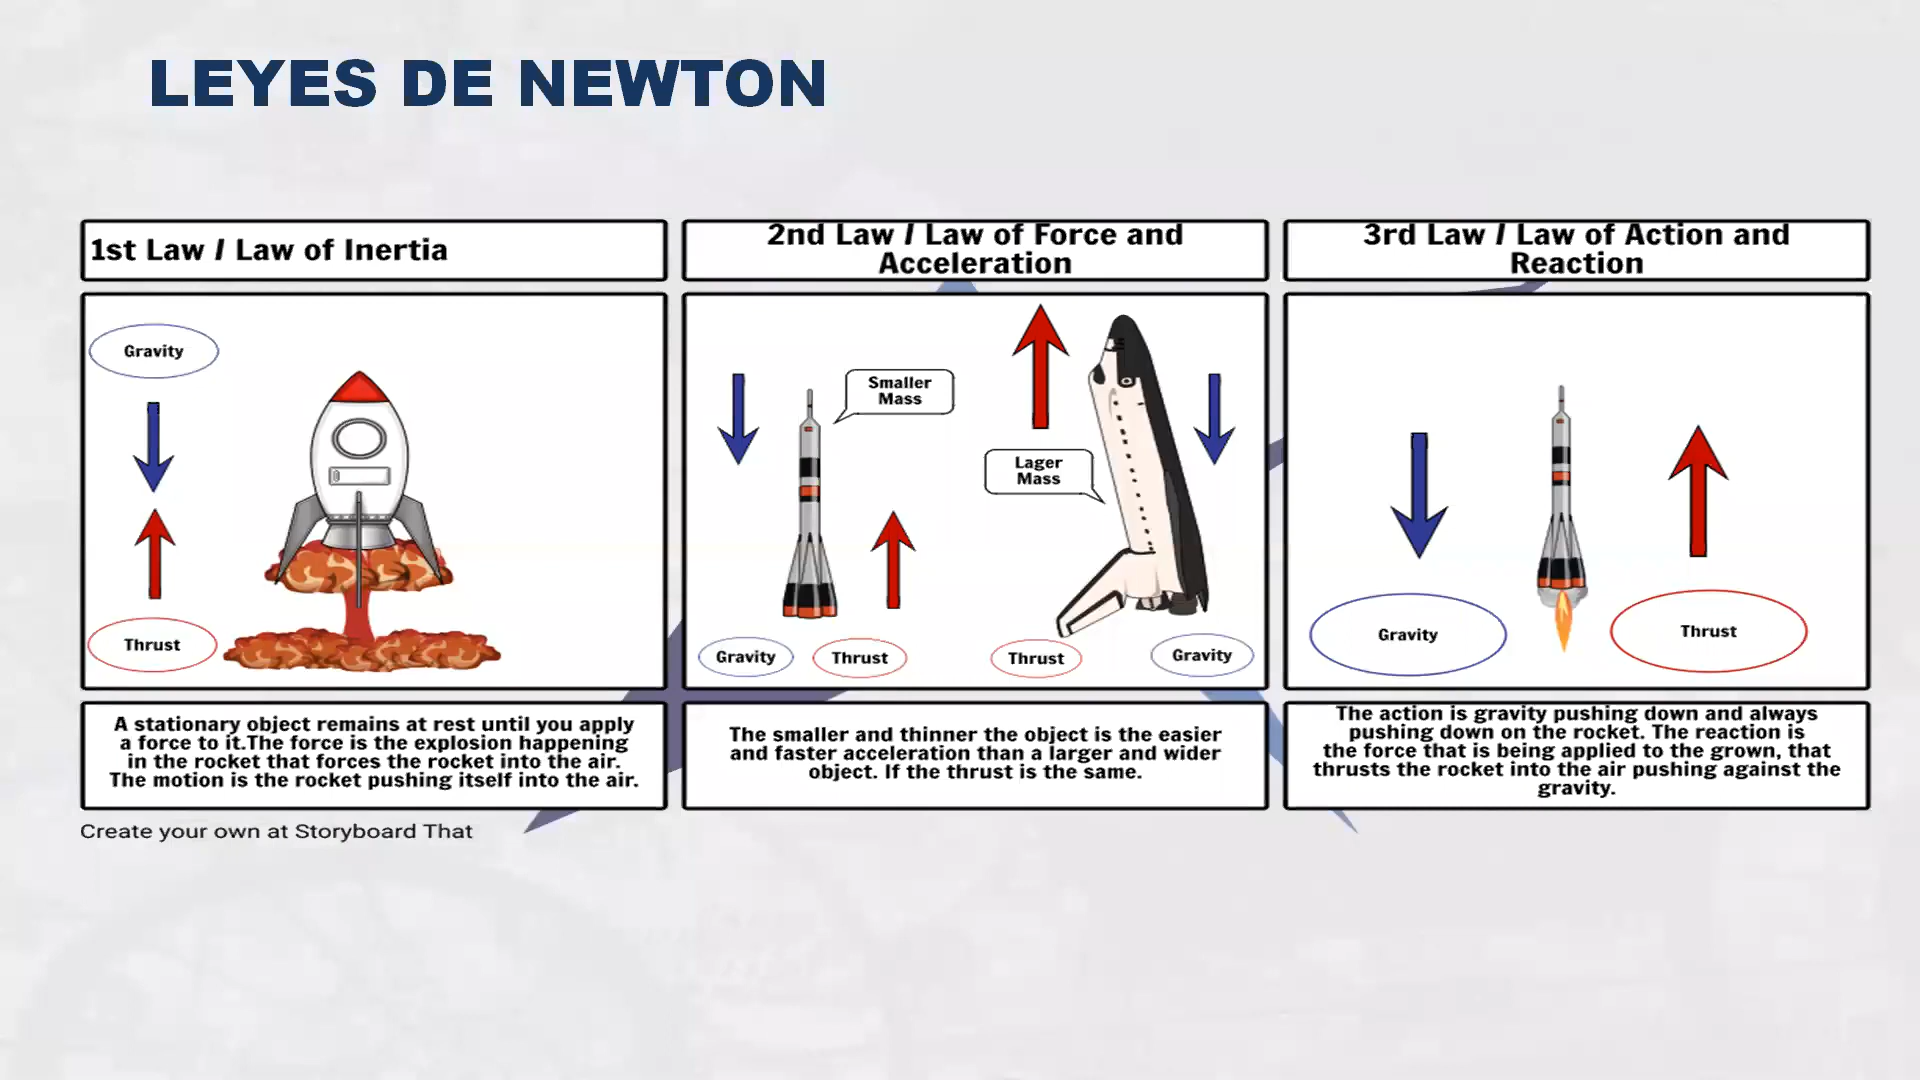 LEYES DE NEWTON
1st Law / Law of Inertia
2nd Law / Law of Force and
Acceleration
3rd Law / Law of Action and
Reaction
Gravity
Thrust
Smaller
Mass
Lager
Mass
Gravity
Thrust
Thrust
Gravity
Gravity
Thrust
A stationary object remains at rest until you apply
a force to it.The force is the explosion happening
in the rocket that forces the rocket into the air.
The motion is the rocket pushing itself into the air.
The smaller and thinner the object is the easier
and faster acceleration than a larger and wider
object. If the thrust is the same.
The action is gravity pushing down and always
pushing down on the rocket. The reaction is
the force that is being applied to the grown, that
thrusts the rocket into the air pushing against the
gravity.
Create your own at Storyboard That